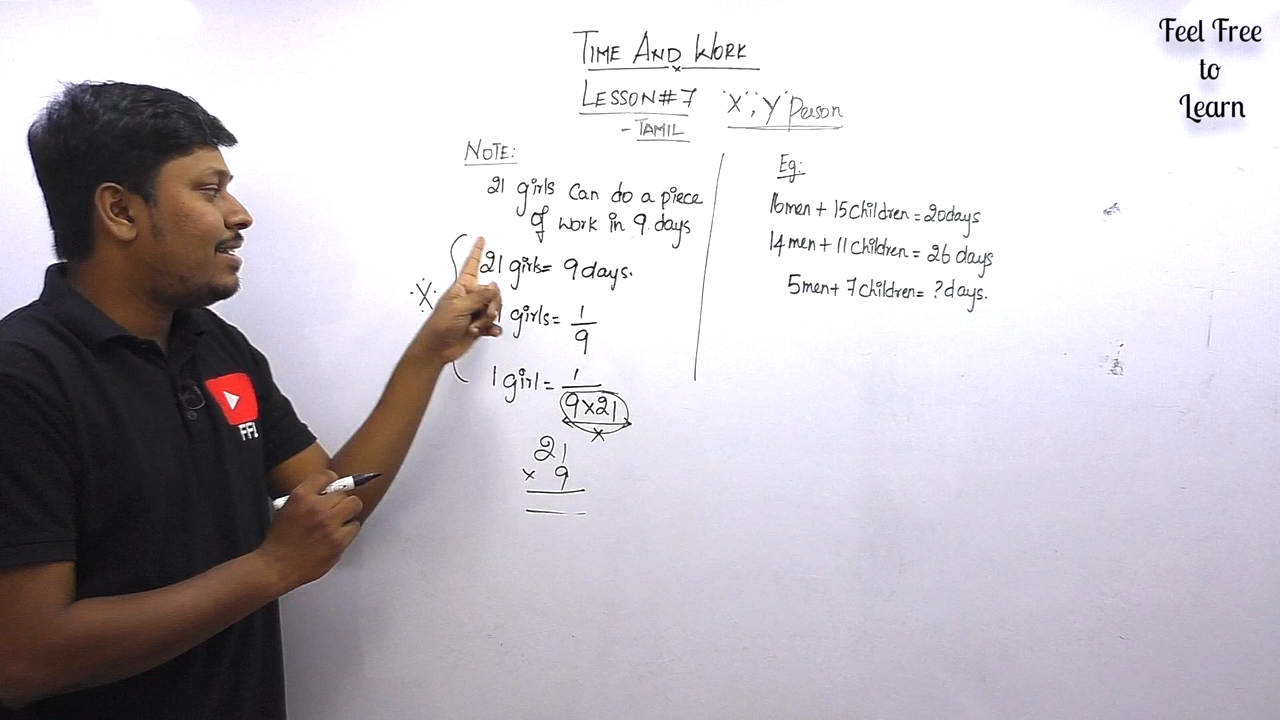 Feel Free
to
Learn
TIME AND WORK
LESSON#7 "X", "Y" Person
- TAMIL
NOTE:
21 girls can do a piece
of work in 9 days
21 girls = 9 days.
girls = 1/9
1 girl = 1/9x21
x
21
x 9
X
Eg:
16men + 15children = 20days
14men + 11children = 26 days
5men + 7children = ? days.
FFL